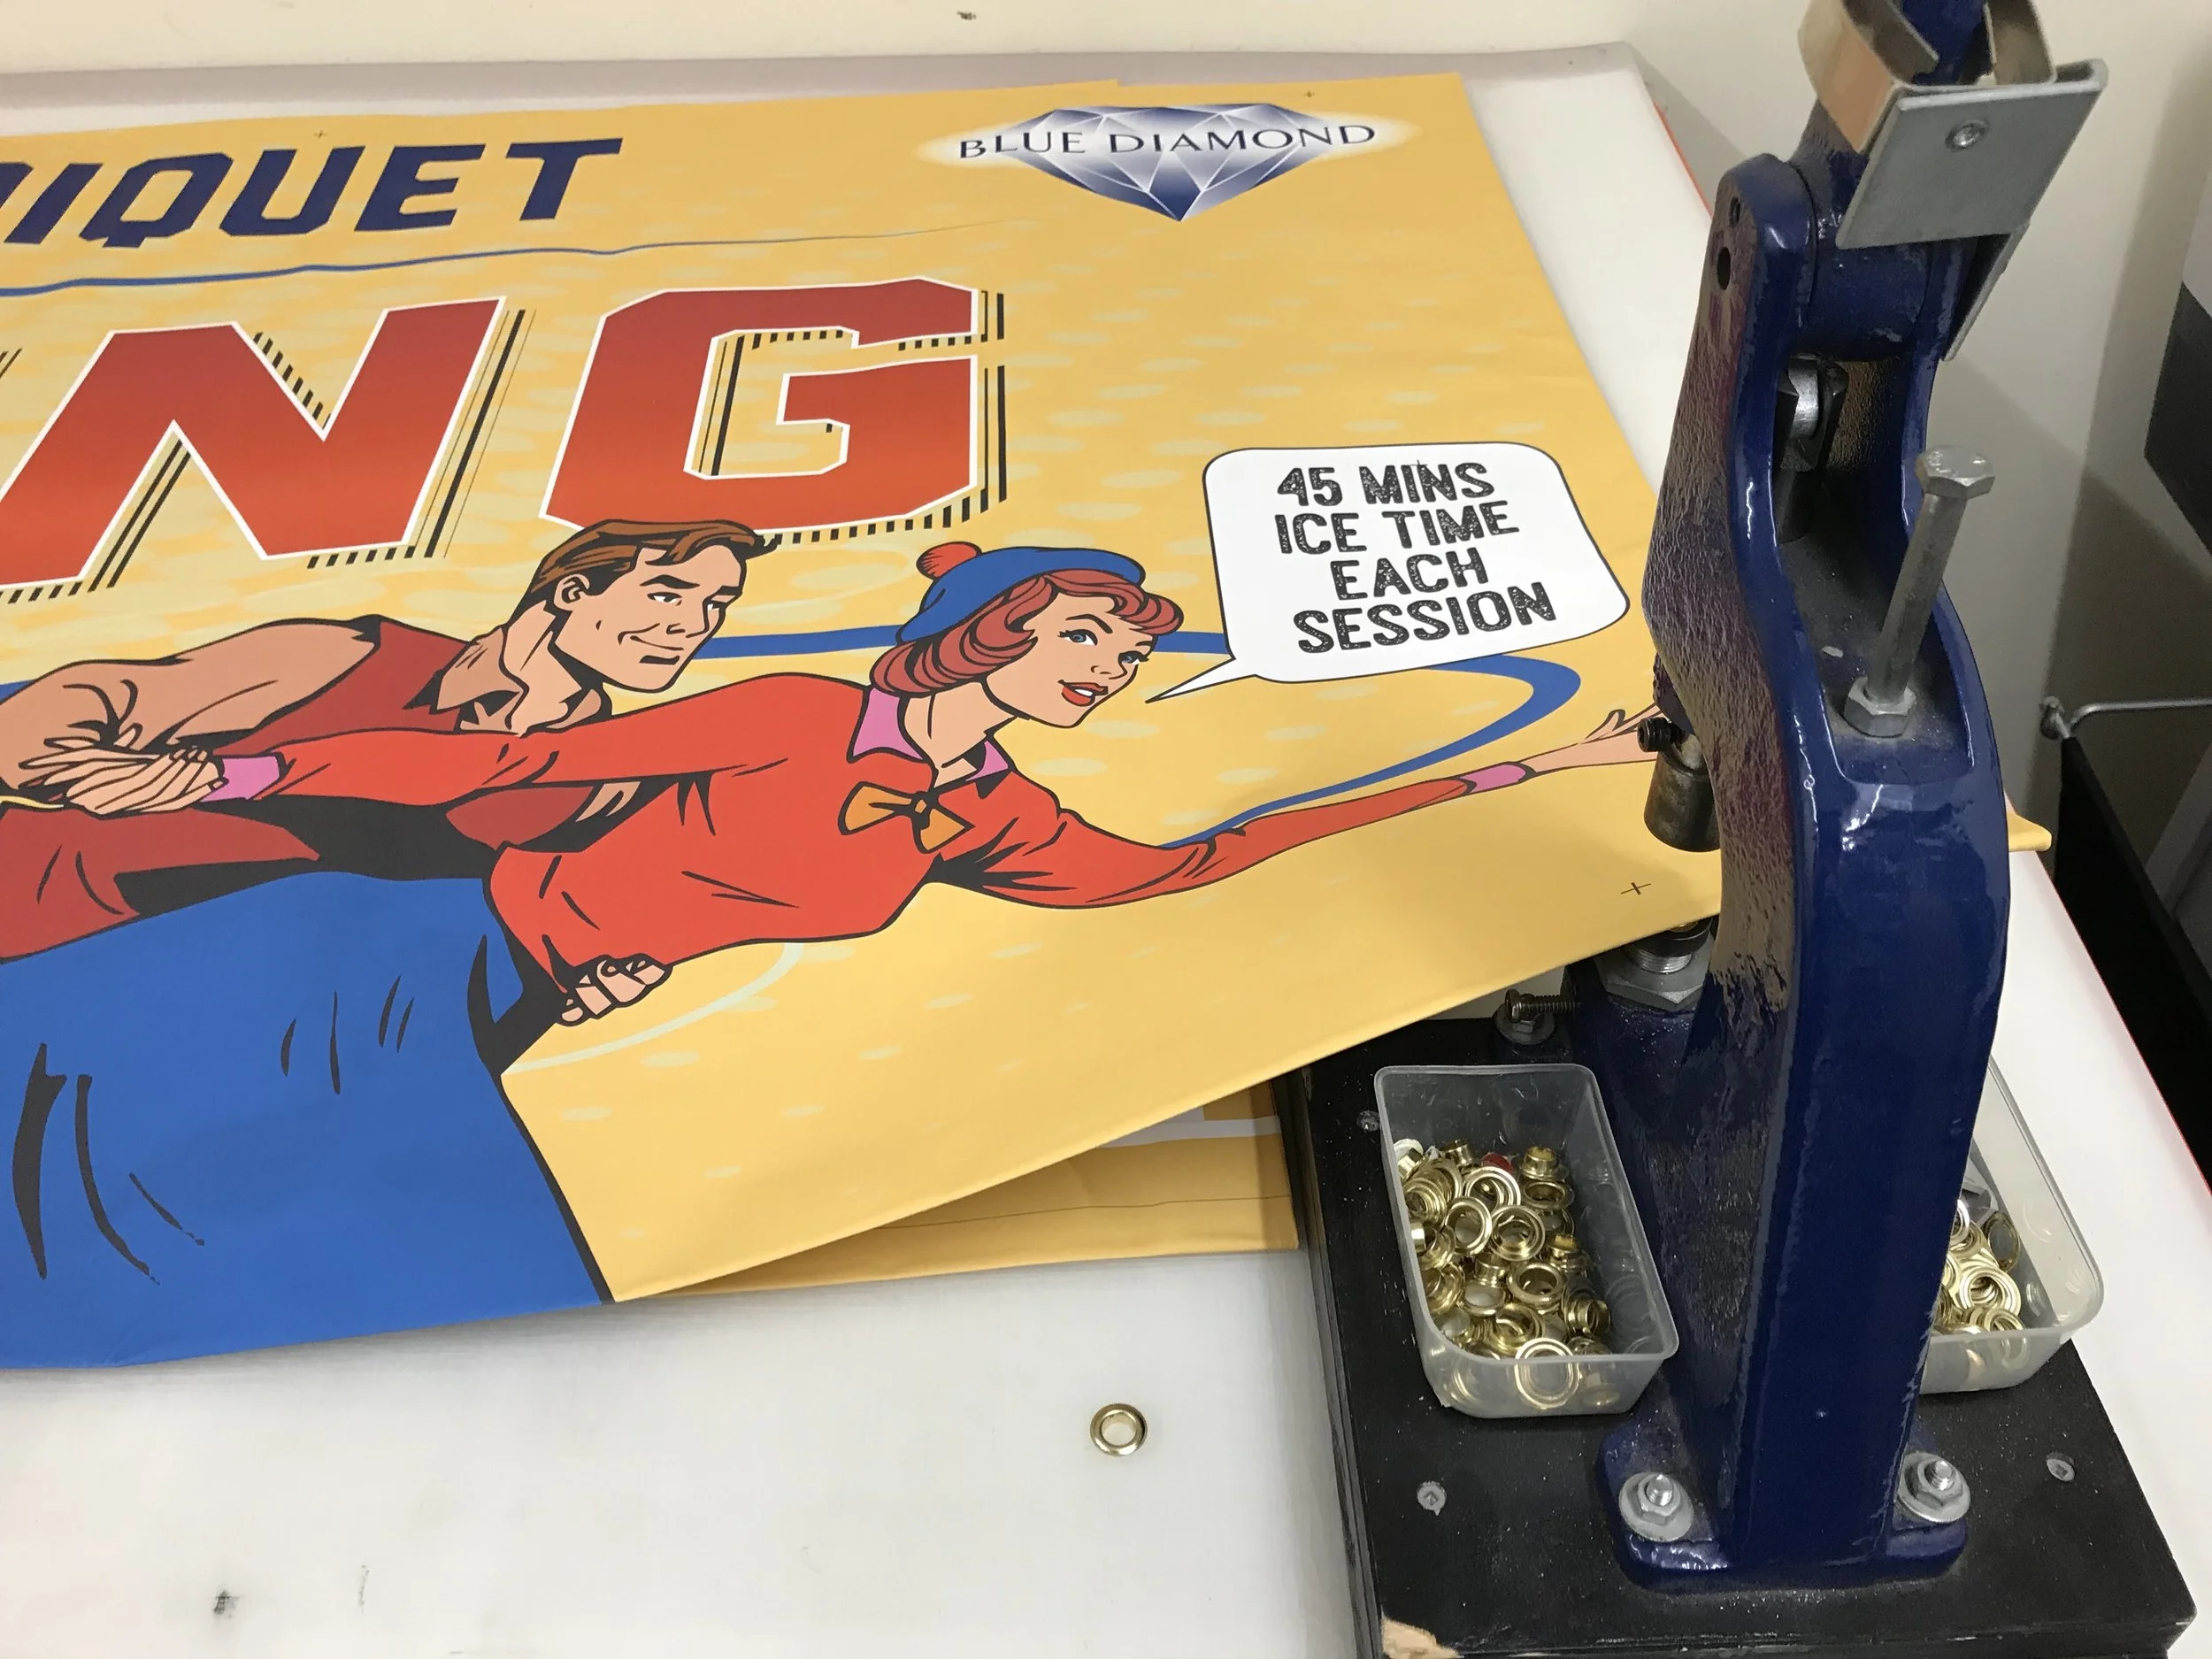 IQUET
BLUE DIAMOND
NG
45 MINS
ICE TIME
EACH
SESSION